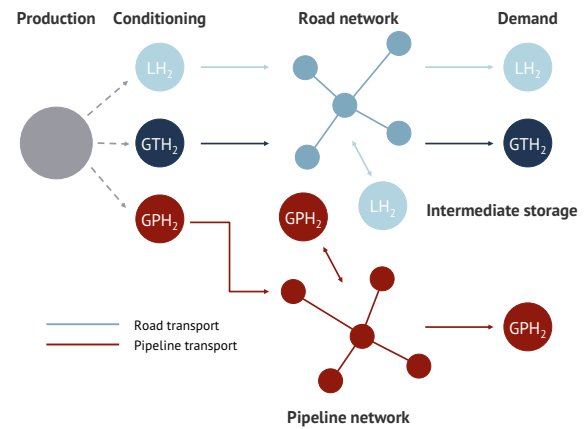 Production
Conditioning
Road network
Demand
LH₂
LH₂
GTH₂
GTH₂
GPH₂
GPH₂
LH₂
Intermediate storage
Road transport
Pipeline transport
GPH₂
Pipeline network